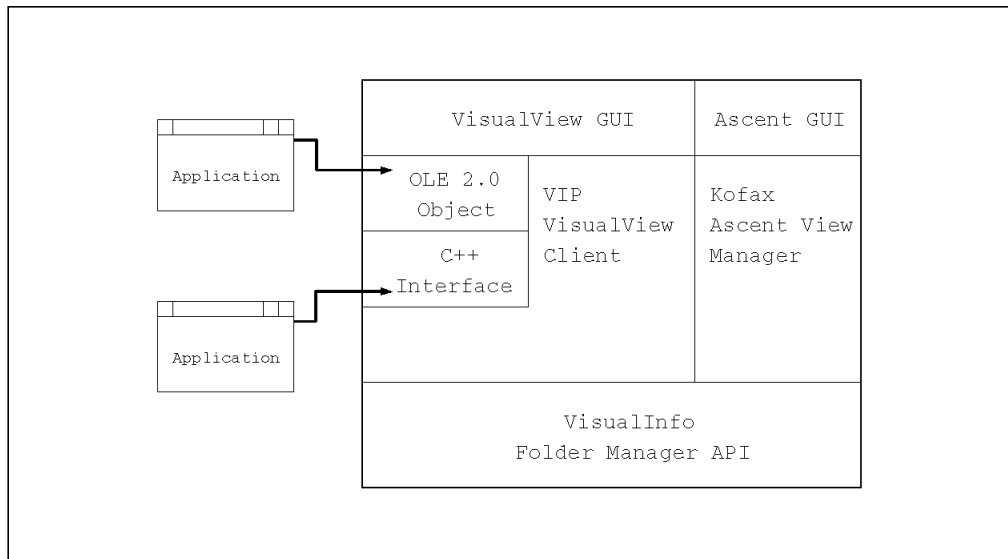 VisualView GUI
Ascent GUI
Application
OLE 2.0
Object
C++
Interface
VIP
VisualView
Client
Kofax
Ascent View
Manager
Application
VisualInfo
Folder Manager API